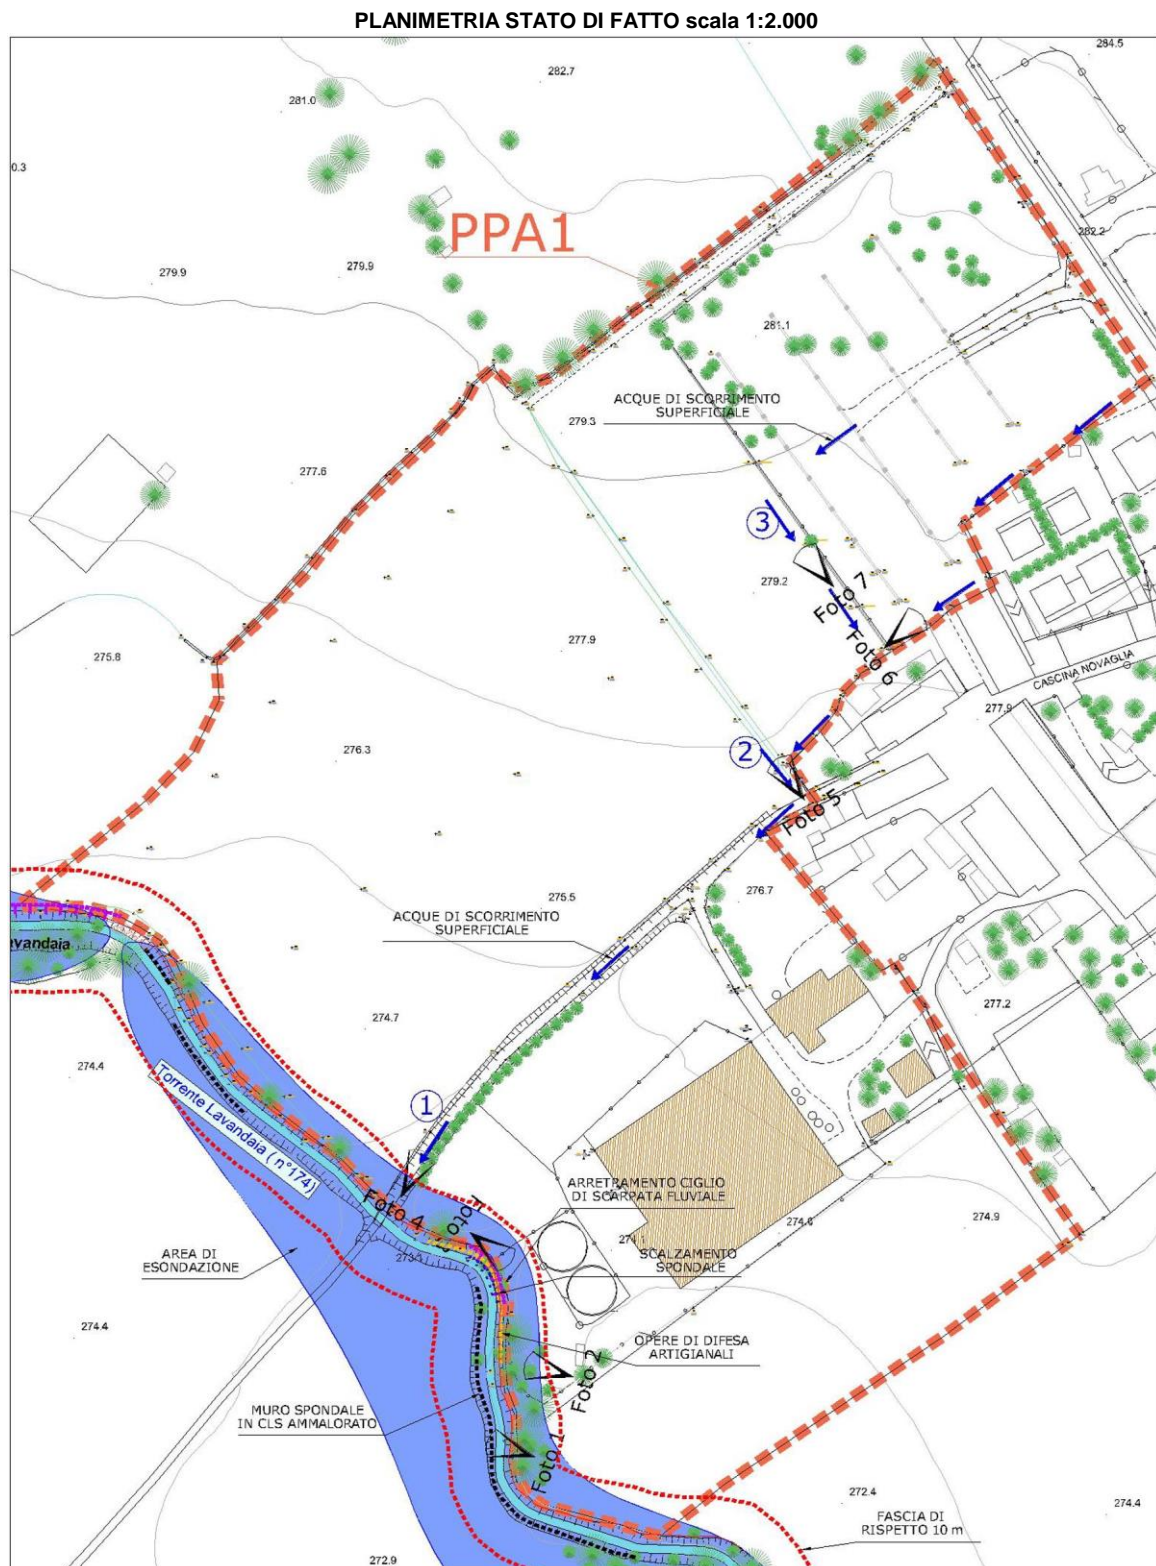 PLANIMETRIA STATO DI FATTO scala 1:2.000
284.5
282.7
281.0
0.3
PPA1
282.2
279.9
279.9
281.1
ACQUE DI SCORRIMENTO
SUPERFICIALE
279.3
277.6
3
279.2
Foto 7
Foto 6
277.9
275.8
CASCINA NOVAGLIA
277.9
276.3
2
Foto 5
276.7
275.5
ACQUE DI SCORRIMENTO
SUPERFICIALE
avandaia
277.2
274.7
274.4
Torrente Lavandaia ( n°174)
1
ARRETRAMENTO CIGLIO
DI SCARPATA FLUVIALE
Foto 4
274.9
AREA DI
ESONDAZIONE
SCALZAMENTO
SPONDALE
274.4
OPERE DI DIFESA
ARTIGIANALI
Foto 2
MURO SPONDALE
IN CLS AMMALORATO
Foto 1
272.4
274.4
FASCIA DI
RISPETTO 10 m
272.9